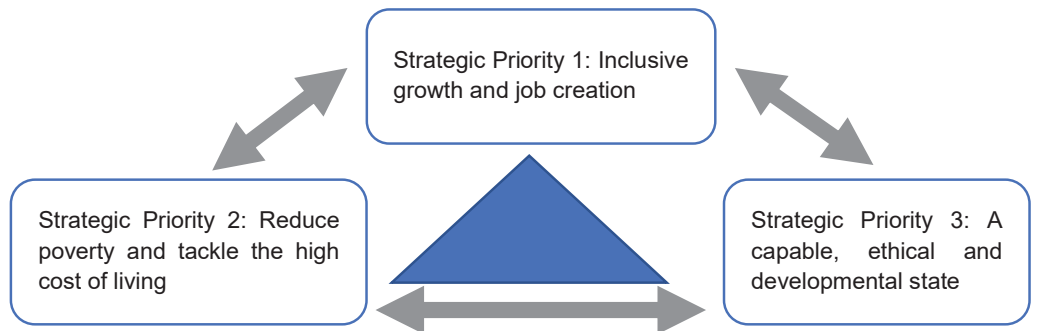 Strategic Priority 1: Inclusive
growth and job creation
Strategic Priority 2: Reduce
poverty and tackle the high
cost of living
Strategic Priority 3: A
capable, ethical and
developmental state